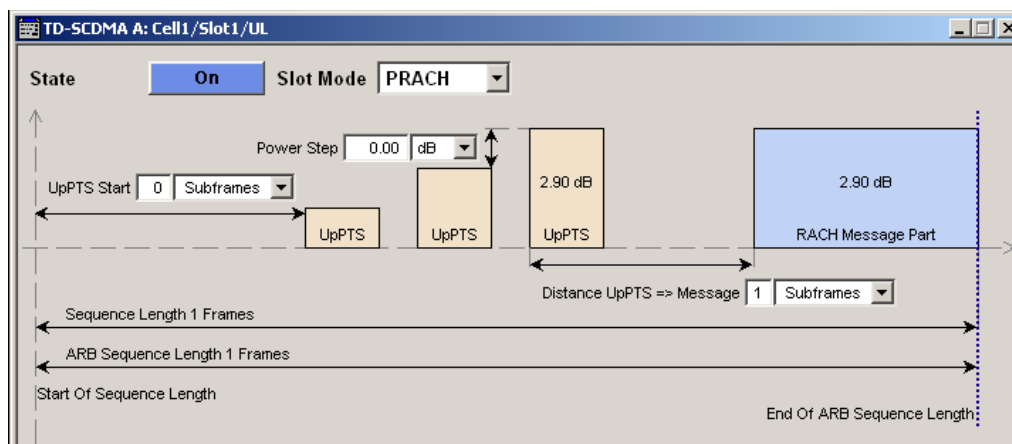 TD-SCDMA A: Cell1/Slot1/UL
State On Slot Mode PRACH
Power Step 0.00 dB
UpPTS Start 0 Subframes
2.90 dB 2.90 dB
UpPTS UpPTS UpPTS RACH Message Part
Distance UpPTS => Message 1 Subframes
Sequence Length 1 Frames
ARB Sequence Length 1 Frames
Start Of Sequence Length
End Of ARB Sequence Length